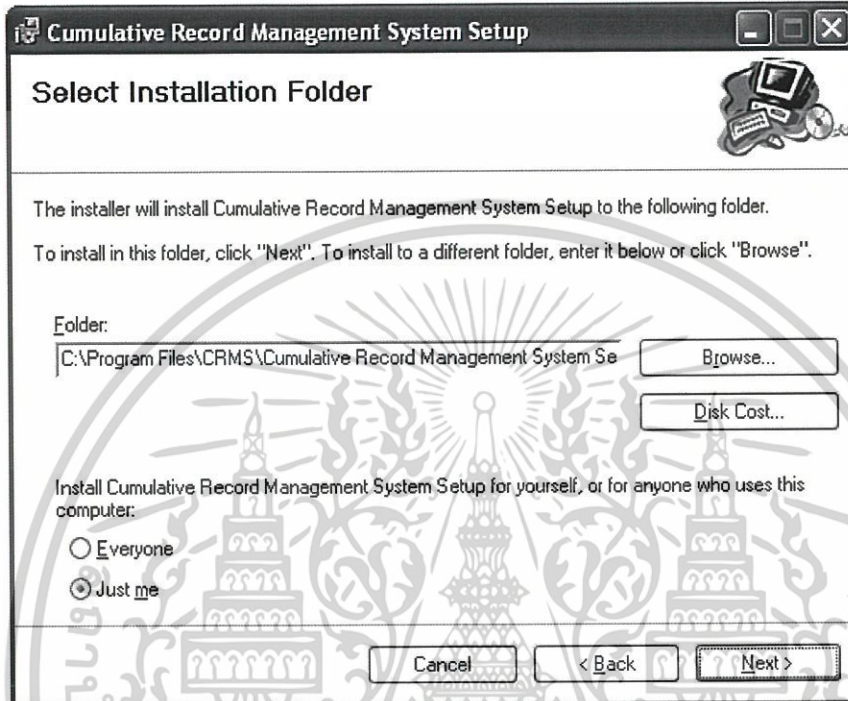 Cumulative Record Management System Setup
Select Installation Folder
The installer will install Cumulative Record Management System Setup to the following folder.
To install in this folder, click "Next". To install to a different folder, enter it below or click "Browse".
Folder:
C:\Program Files\CRMS\Cumulative Record Management System Se
Browse...
Disk Cost...
Install Cumulative Record Management System Setup for yourself, or for anyone who uses this
computer:
Everyone
Just me
Cancel
< Back
Next >